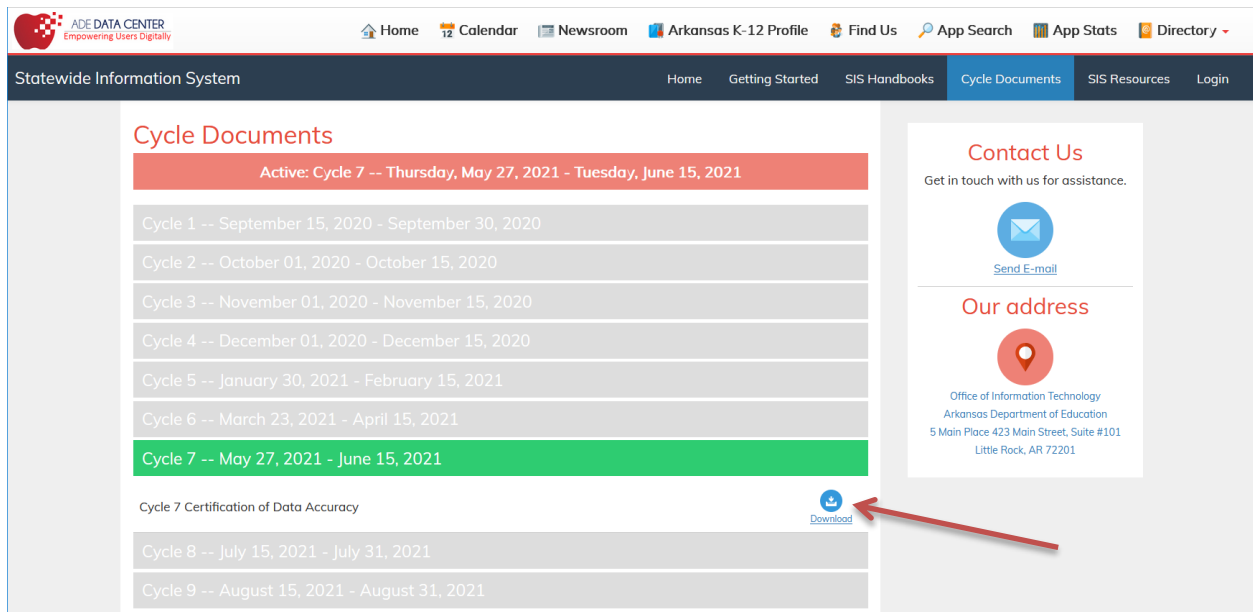 ADE DATA CENTER
Empowering Users Digitally
Home
12
Calendar
Newsroom
Arkansas K-12 Profile
Find Us
App Search
App Stats
Directory
Statewide Information System
Home
Getting Started
SIS Handbooks
Cycle Documents
SIS Resources
Login
Cycle Documents
Active: Cycle 7 -- Thursday, May 27, 2021 - Tuesday, June 15, 2021
Cycle 1 -- September 15, 2020 - September 30, 2020
Cycle 2 -- October 01, 2020 - October 15, 2020
Cycle 3 -- November 01, 2020 - November 15, 2020
Cycle 4 -- December 01, 2020 - December 15, 2020
Cycle 5 -- January 30, 2021 - February 15, 2021
Cycle 6 -- March 23, 2021 - April 15, 2021
Cycle 7 -- May 27, 2021 - June 15, 2021
Cycle 7 Certification of Data Accuracy
Download
Cycle 8 -- July 15, 2021 - July 31, 2021
Cycle 9 -- August 15, 2021 - August 31, 2021
Contact Us
Get in touch with us for assistance.
Send E-mail
Our address
Office of Information Technology
Arkansas Department of Education
5 Main Place 423 Main Street, Suite #101
Little Rock, AR 72201